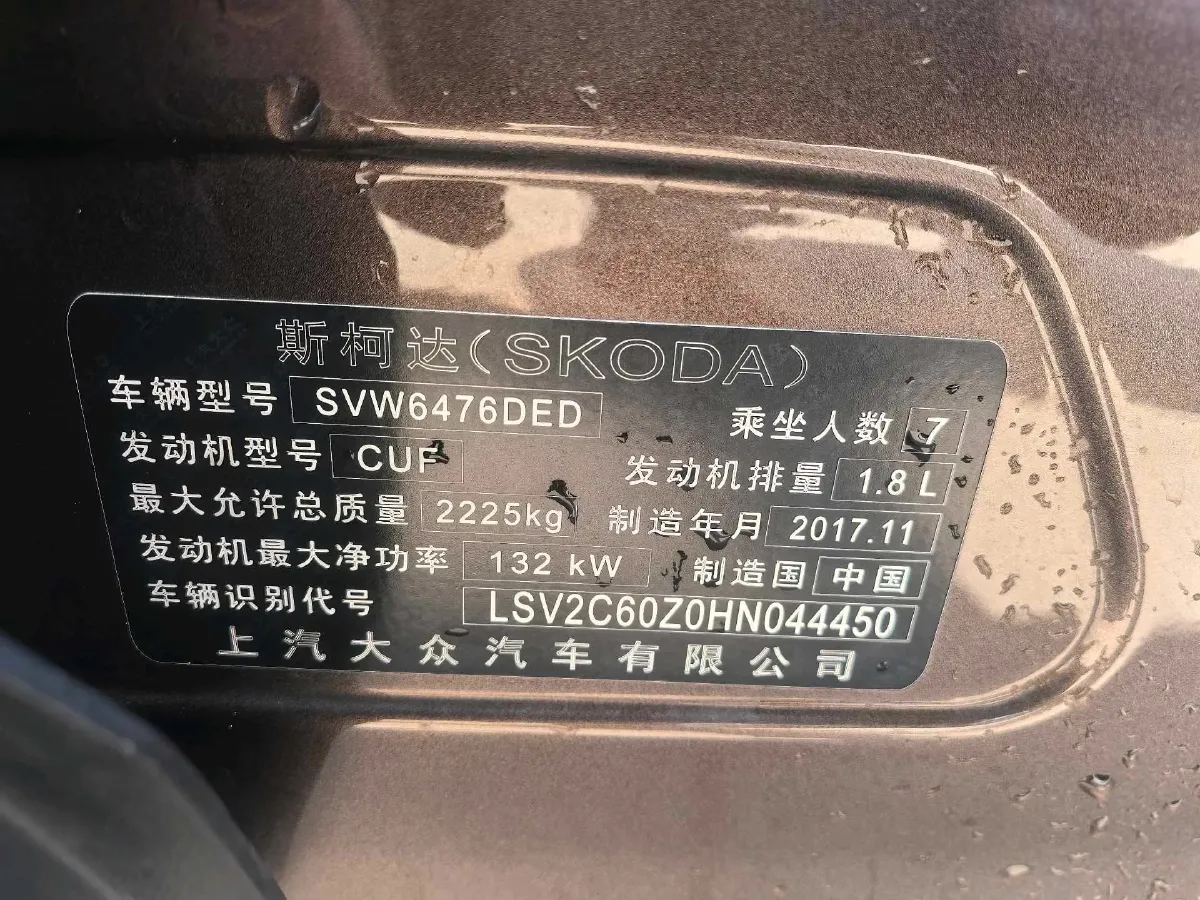 斯柯达(SKODA)
车辆型号 SVW6476DED 乘坐人数 7
发动机型号 CUF 发动机排量 1.8 L
最大允许总质量 2225kg 制造年月 2017.11
发动机最大净功率 132 kW 制造国 中国
车辆识别代号 LSV2C60Z0HN044450
上汽大众汽车有限公司